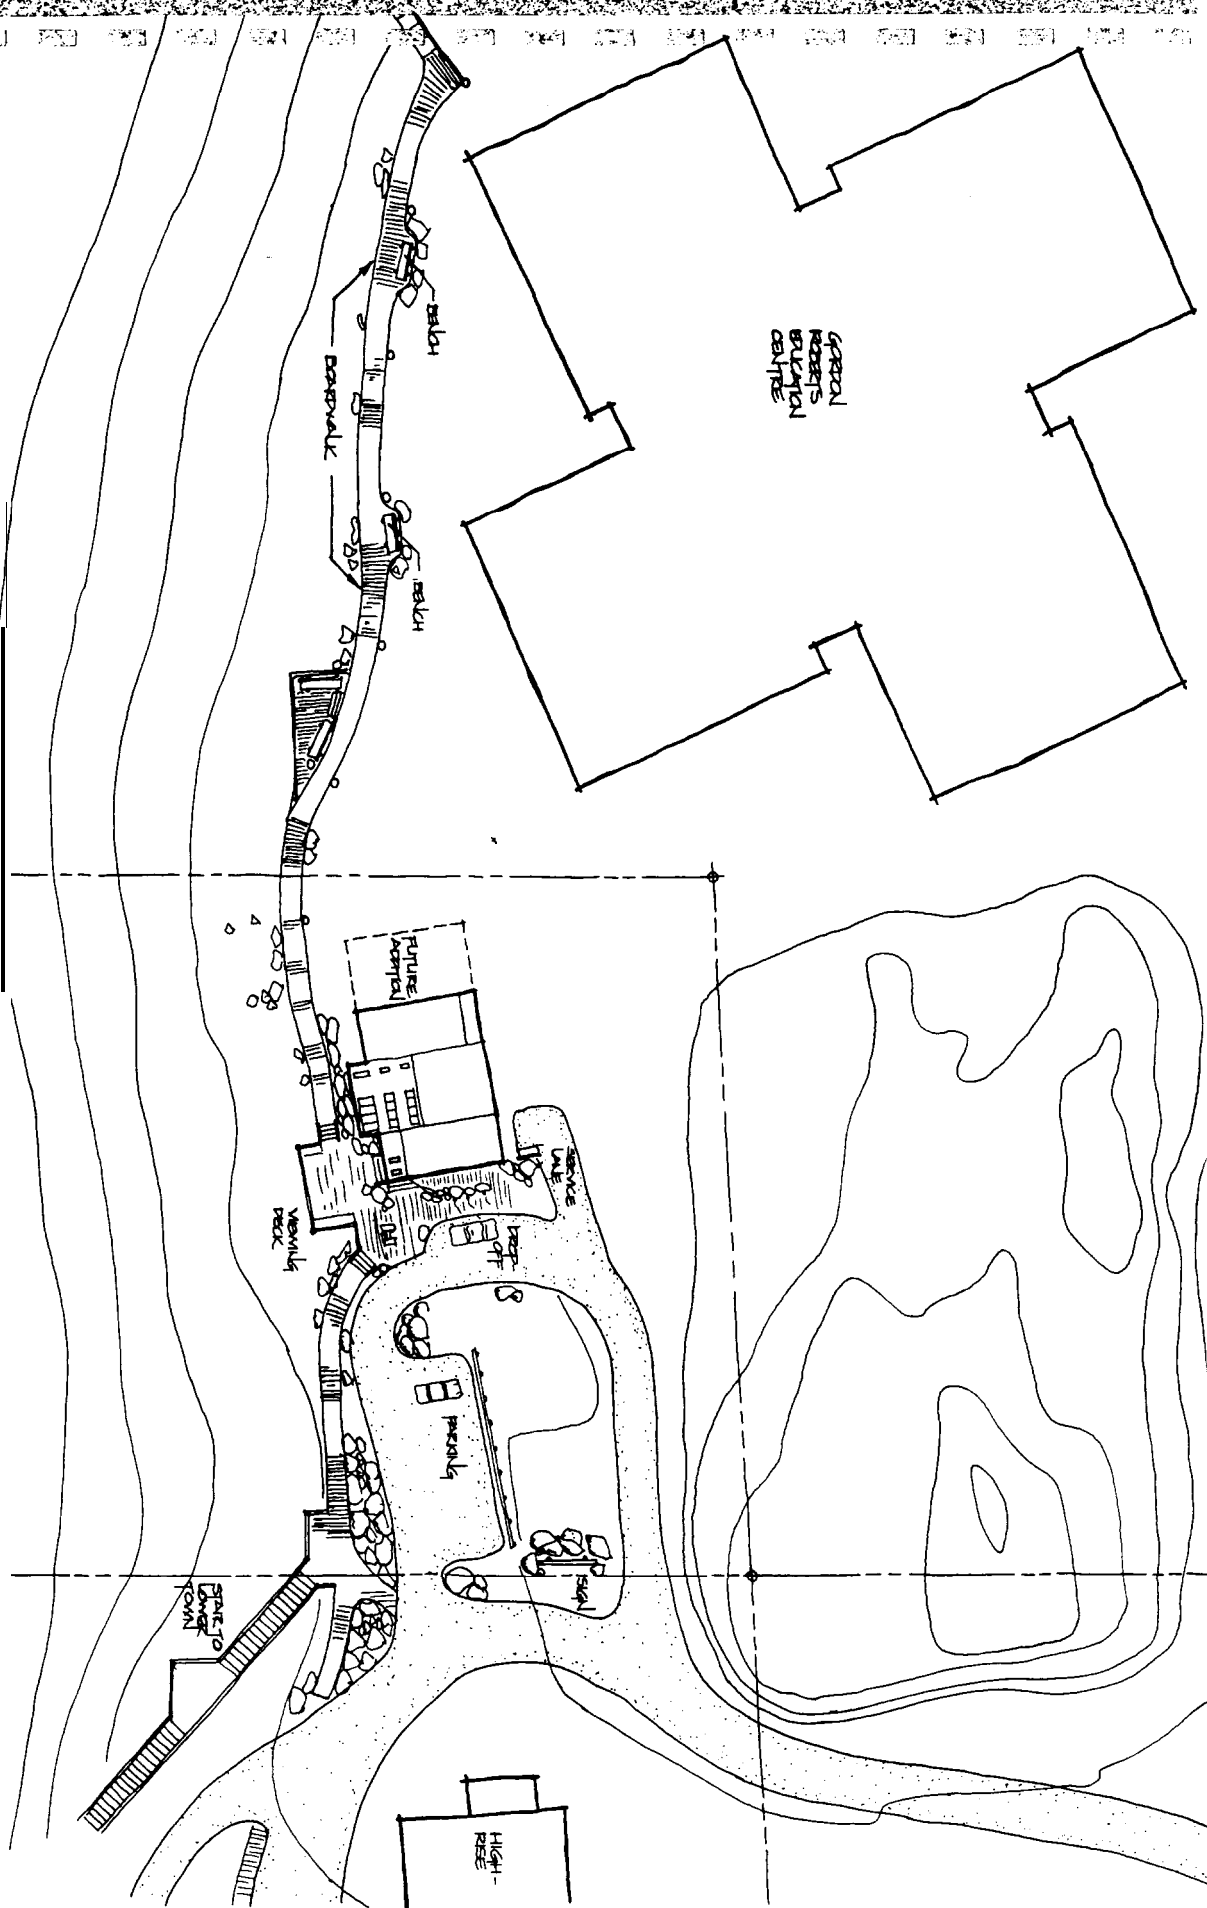 GORDON
ROBERTS
EDUCATION
CENTRE
BENCH
BOARDWALK
BENCH
FUTURE
ADDITION
SERVICE
LANE
DROP
OFF
VIEWING
DECK
PARKING
SIGN
STAIR TO
LOWER
TOWN
HIGH-
RISE